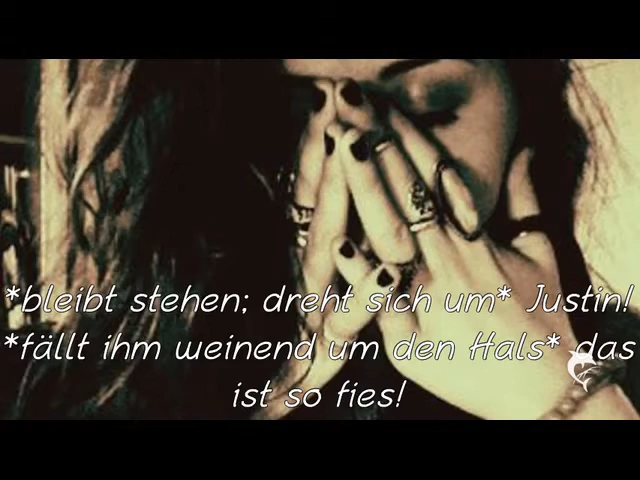 *bleibt stehen; dreht sich um* Justin!
*fällt ihm weinend um den Hals* das
ist so fies!